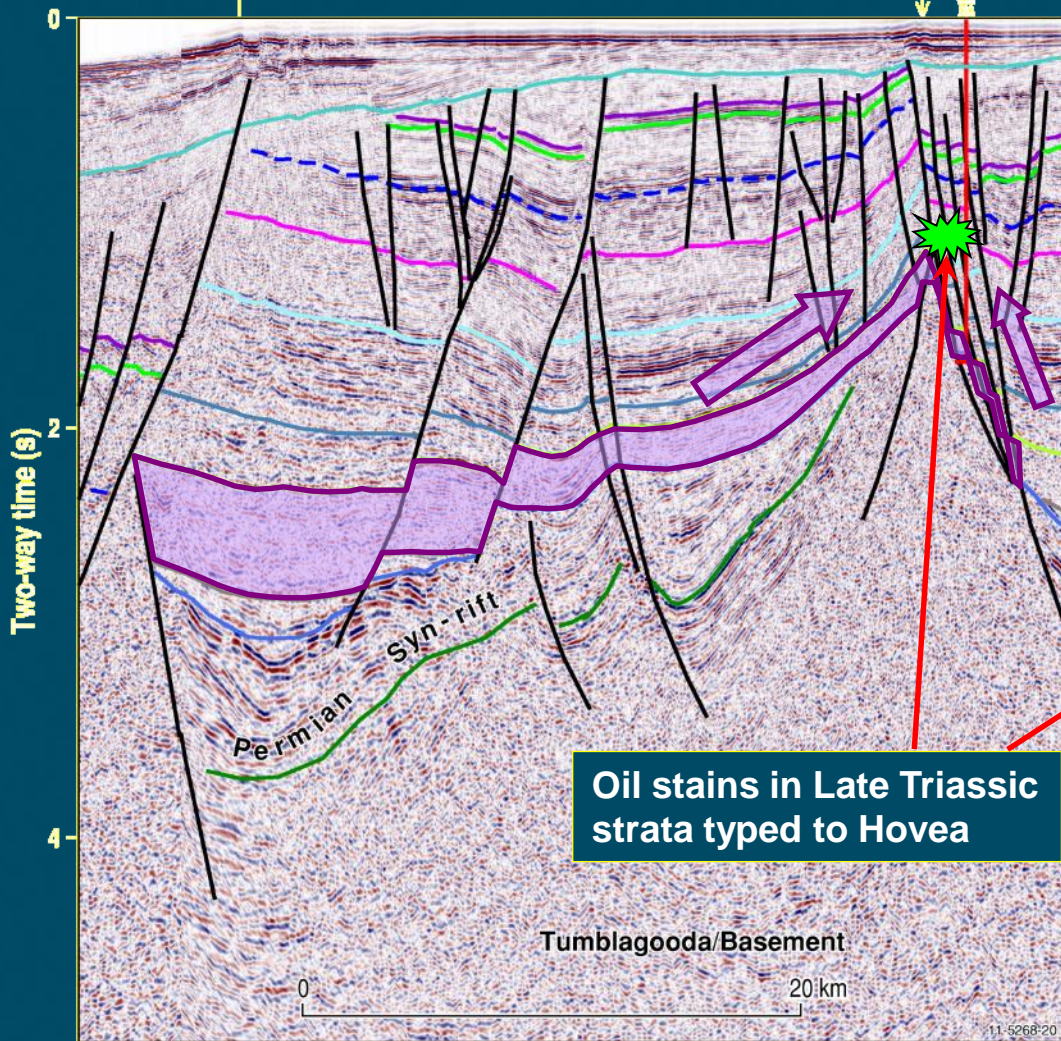 0
2
Two-way time (s)
Syn-rift
Permian
Oil stains in Late Triassic
strata typed to Hovea
4
Tumblagooda/Basement
0 20 km
11-5268-20